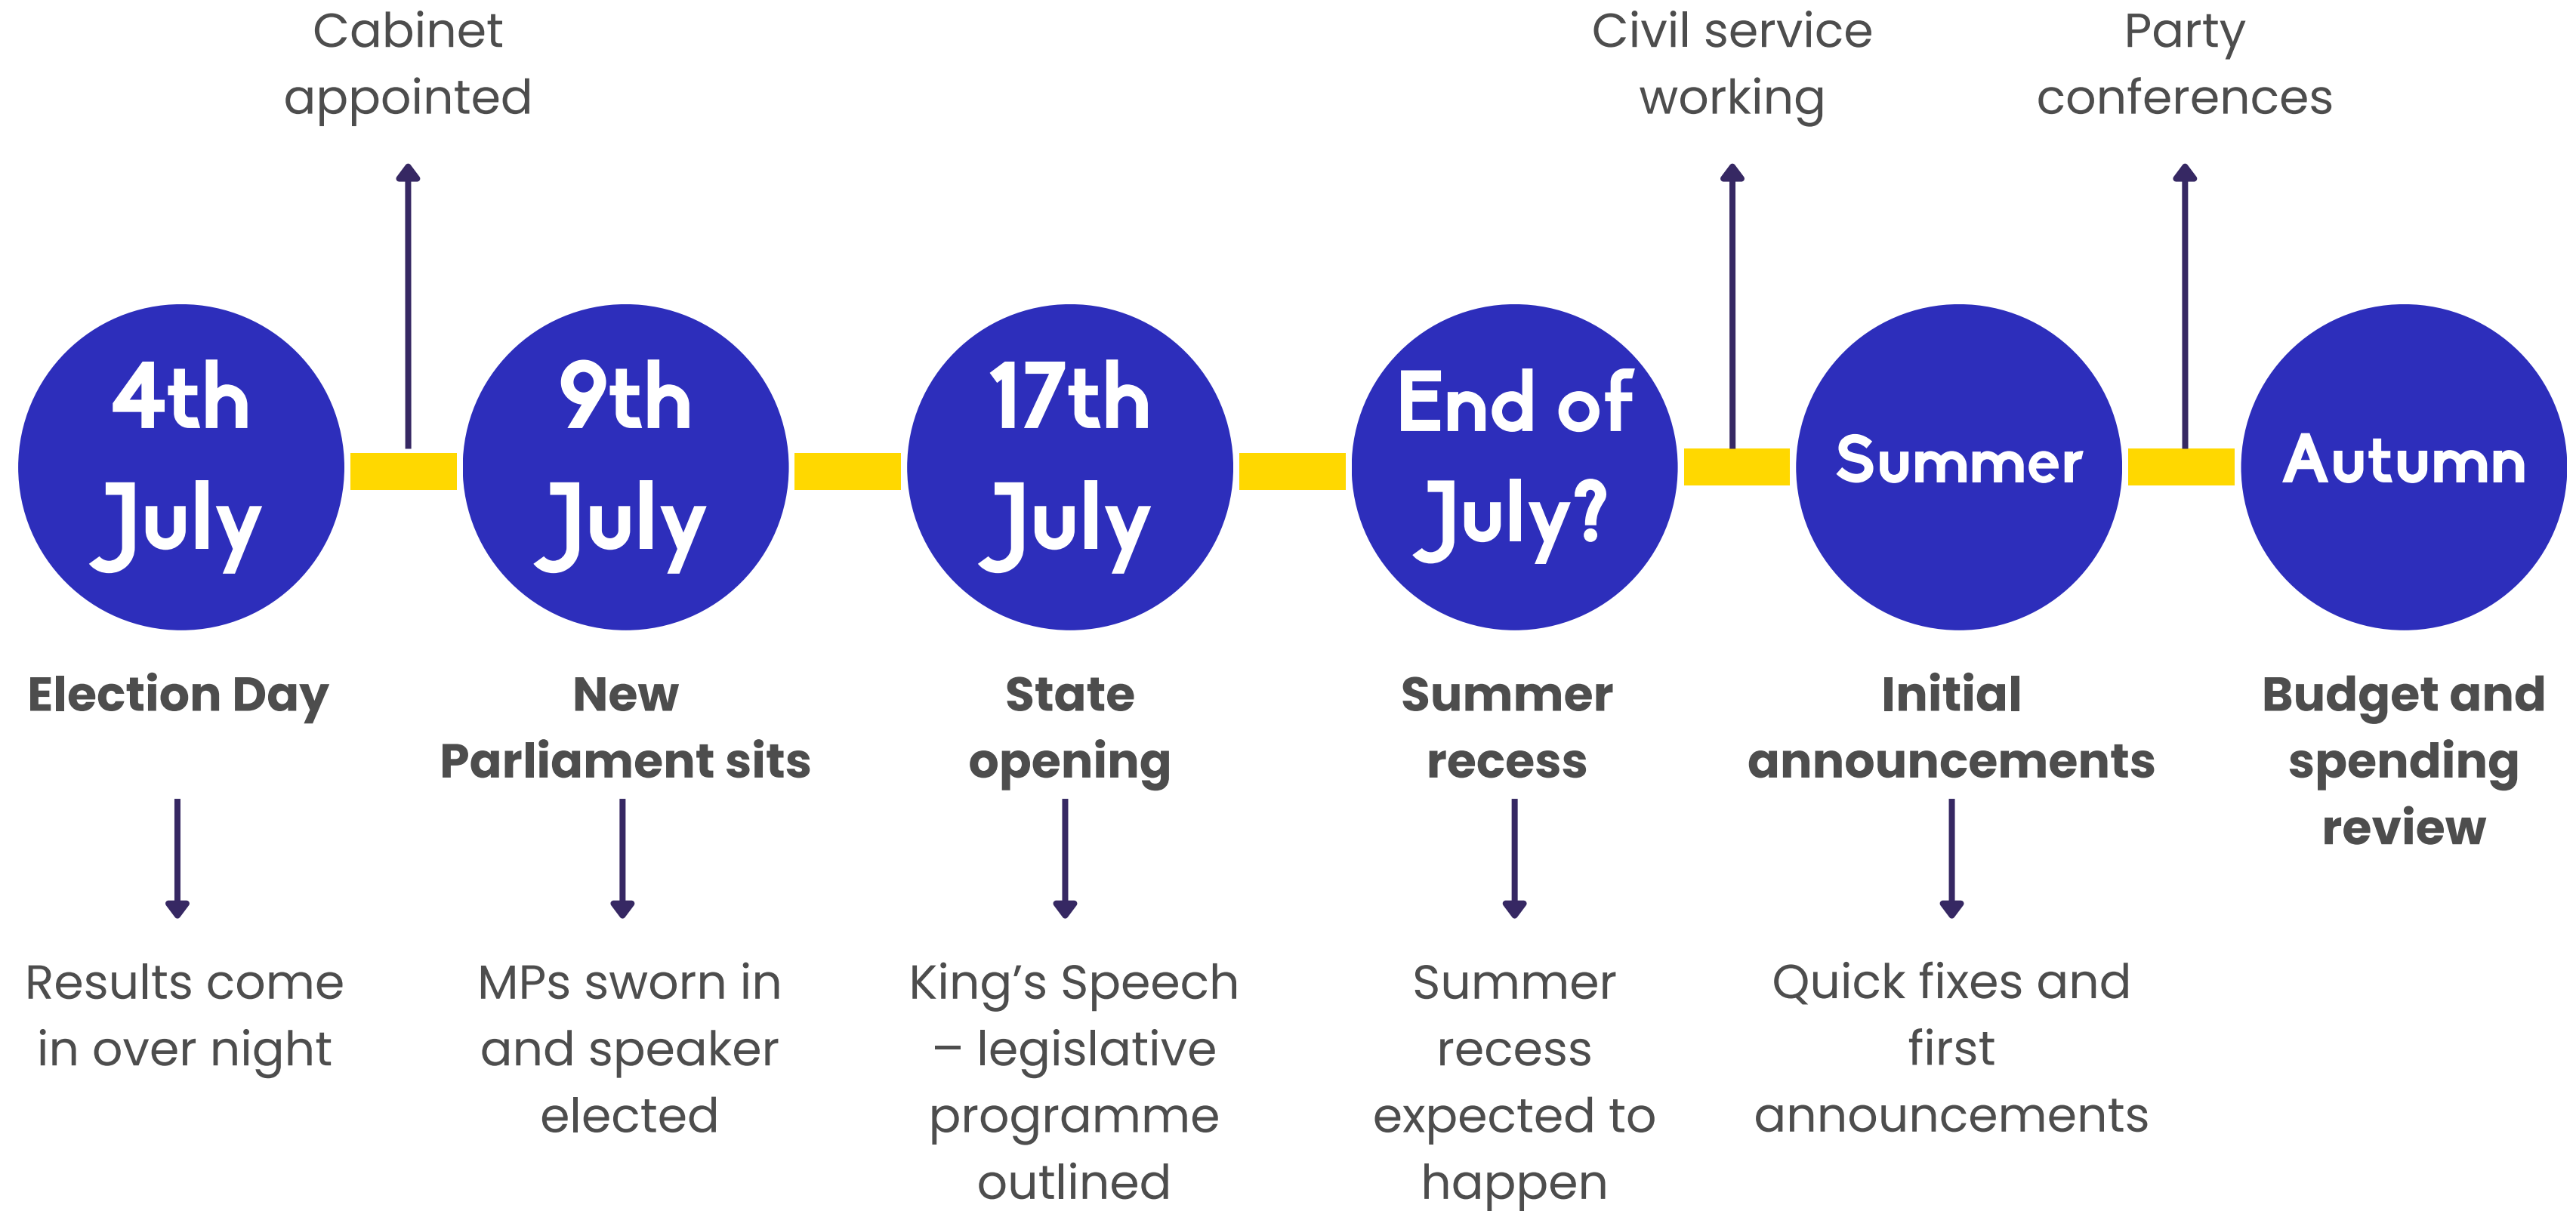 Cabinet
appointed
Civil service
working
Party
conferences
4th
July
9th
July
17th
July
End of
July?
Summer
Autumn
Election Day
New
Parliament sits
State
opening
Summer
recess
Initial
announcements
Budget and
spending
review
Results come
in over night
MPs sworn in
and speaker
elected
King's Speech
– legislative
programme
outlined
Summer
recess
expected to
happen
Quick fixes and
first
announcements